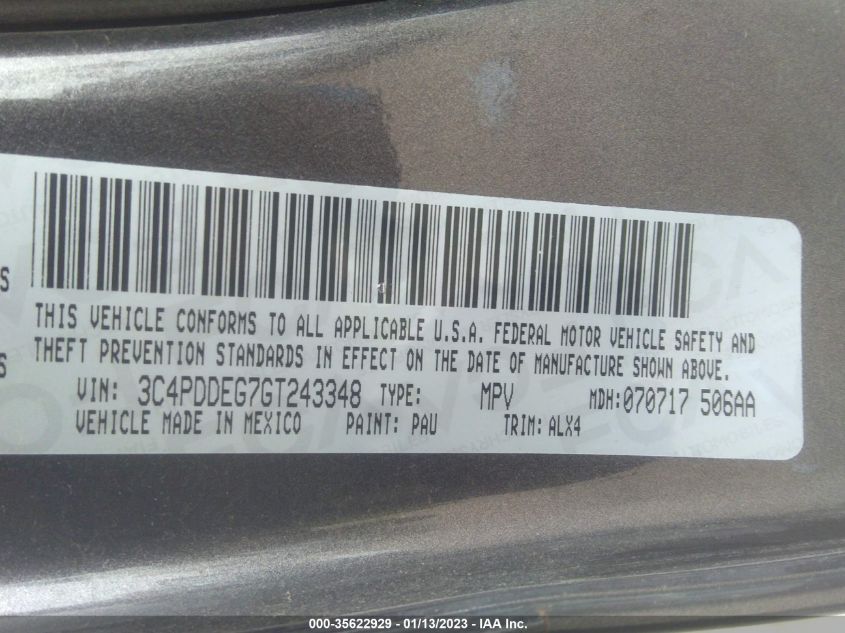 S
THIS VEHICLE CONFORMS TO ALL APPLICABLE U.S.A. FEDERAL MOTOR VEHICLE SAFETY AND
S THEFT PREVENTION STANDARDS IN EFFECT ON THE DATE OF MANUFACTURE SHOWN ABOVE.
VIN: 3C4PDDEG7GT243348 TYPE: MPV MDH:070717 506AA
VEHICLE MADE IN MEXICO PAINT: PAU TRIM: ALX4
000-35622929 - 01/13/2023 - IAA Inc.